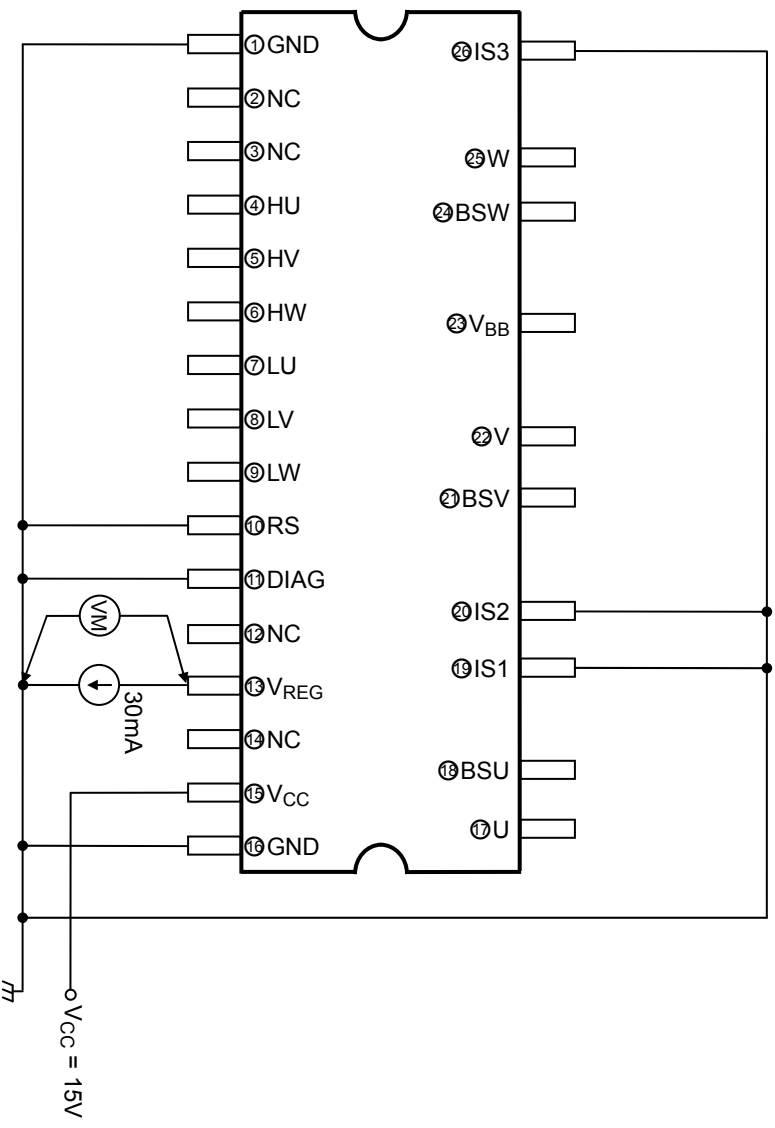 ①GND
②NC
③NC
④HU
⑤HV
⑥HW
⑦LU
⑧LV
⑨LW
⑩RS
⑪DIAG
⑫NC
⑬VREG
⑭NC
⑮VCC
⑯GND
㉖IS3
㉕W
㉔BSW
㉓VBB
㉒V
㉑BSV
⑳IS2
⑲IS1
⑱BSU
⑰U
VM
30mA
VCC = 15V